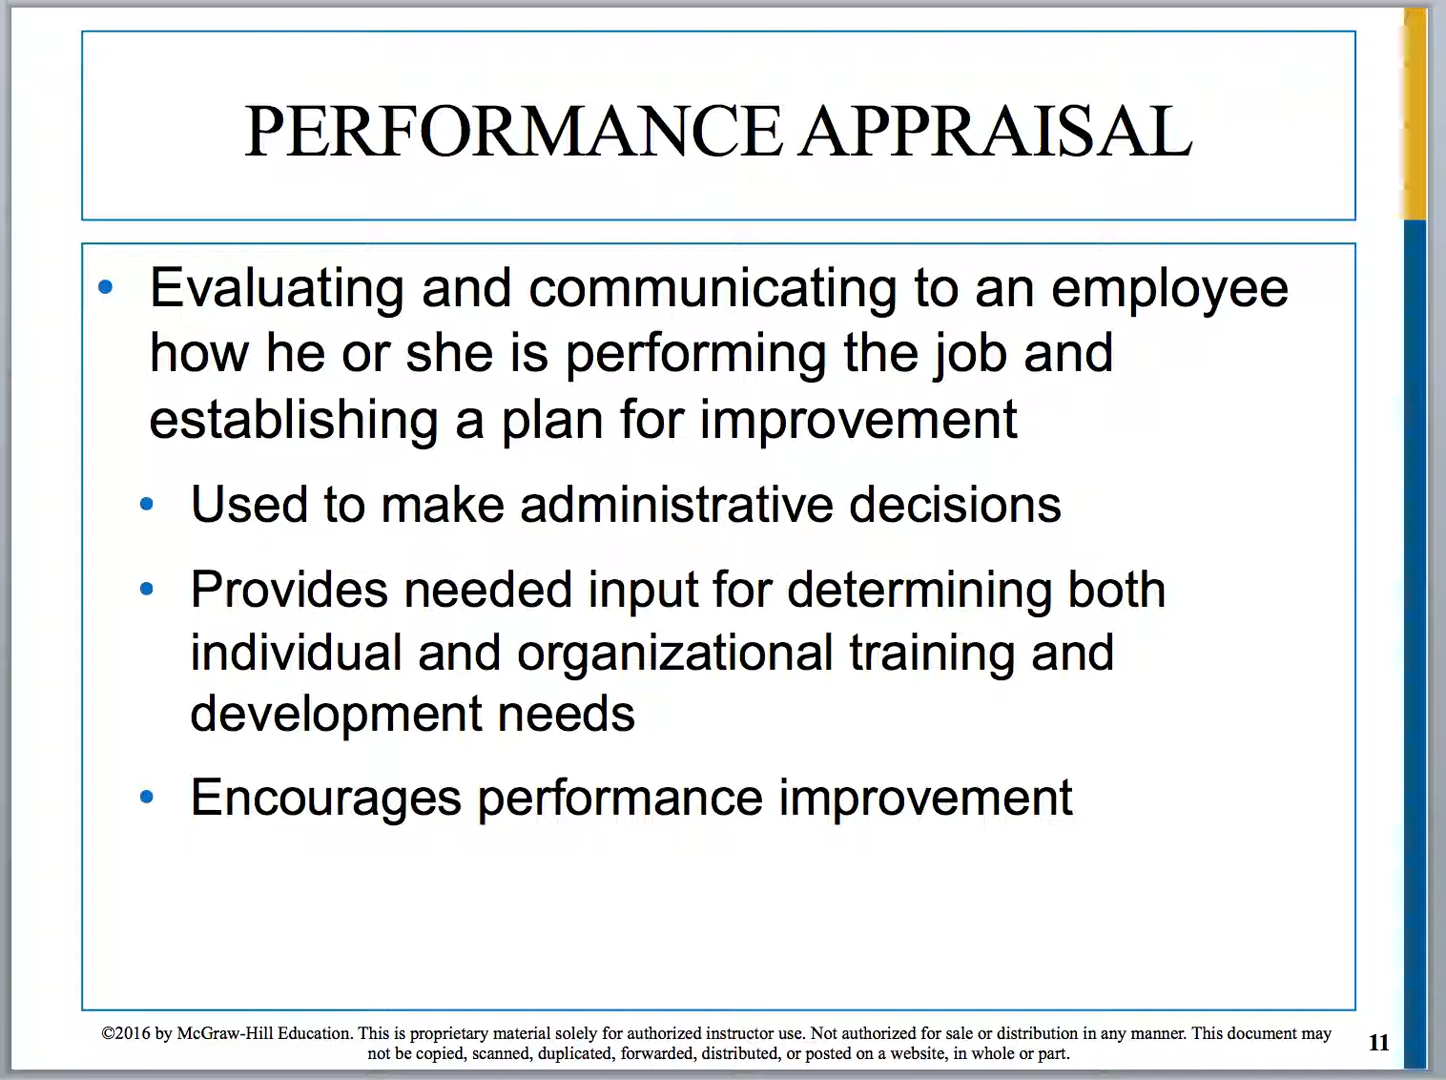 PERFORMANCE APPRAISAL
• Evaluating and communicating to an employee
how he or she is performing the job and
establishing a plan for improvement
• Used to make administrative decisions
• Provides needed input for determining both
individual and organizational training and
development needs
• Encourages performance improvement
©2016 by McGraw-Hill Education. This is proprietary material solely for authorized instructor use. Not authorized for sale or distribution in any manner. This document may
not be copied, scanned, duplicated, forwarded, distributed, or posted on a website, in whole or part.
11